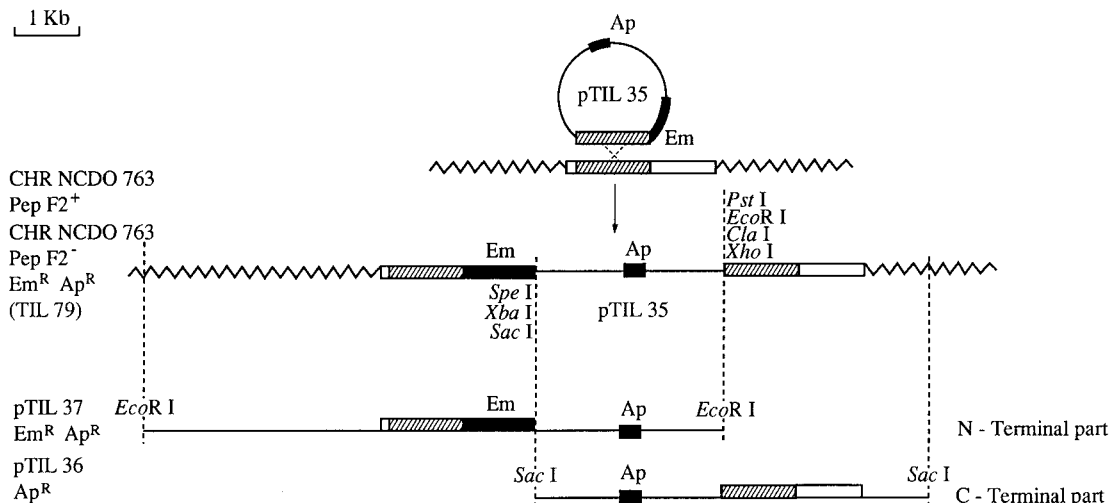 1 Kb
Ap
pTIL 35
Em
CHR NCDO 763
Pep F2+
CHR NCDO 763
Pep F2-
EmR ApR
(TIL 79)
Pst I
EcoR I
Cla I
Xho I
Em
Ap
Spe I
Xba I
Sac I
pTIL 35
pTIL 37
EmR ApR
EcoR I
Em
Ap
EcoR I
N - Terminal part
pTIL 36
ApR
Sac I
Ap
Sac I
C - Terminal part